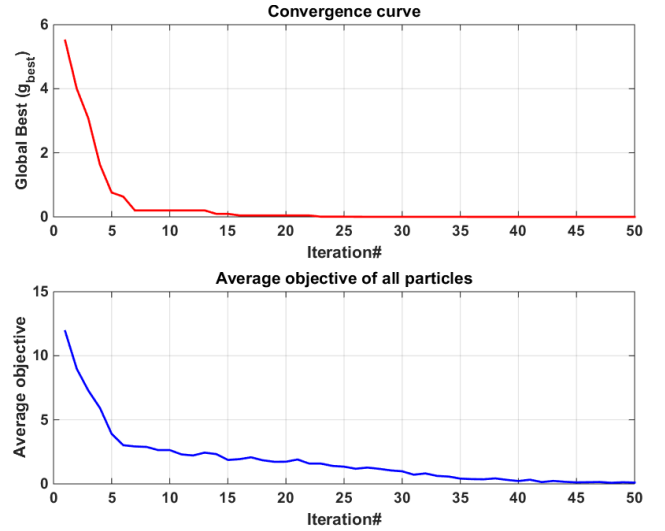 Convergence curve
Global Best (g_best)
6
4
2
0
0 5 10 15 20 25 30 35 40 45 50
Iteration#
Average objective of all particles
Average objective
15
10
5
0
0 5 10 15 20 25 30 35 40 45 50
Iteration#